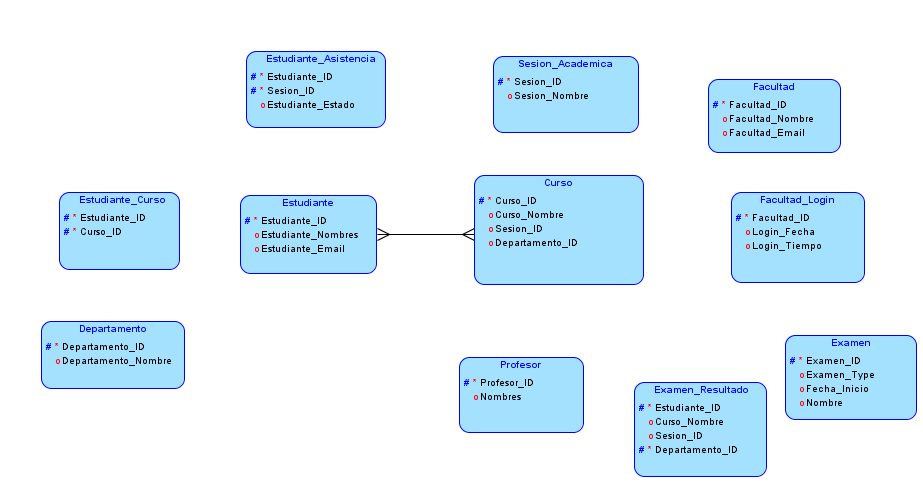 Estudiante_Asistencia
# * Estudiante_ID
# * Sesion_ID
o Estudiante_Estado
Sesion_Academica
# * Sesion_ID
o Sesion_Nombre
Facultad
# * Facultad_ID
o Facultad_Nombre
o Facultad_Email
Estudiante_Curso
# * Estudiante_ID
# * Curso_ID
Estudiante
# * Estudiante_ID
o Estudiante_Nombres
o Estudiante_Email
Curso
# * Curso_ID
o Curso_Nombre
o Sesion_ID
o Departamento_ID
Facultad_Login
# * Facultad_ID
o Login_Fecha
o Login_Tiempo
Departamento
# * Departamento_ID
o Departamento_Nombre
Profesor
# * Profesor_ID
o Nombres
Examen_Resultado
# * Estudiante_ID
o Curso_Nombre
o Sesion_ID
# * Departamento_ID
Examen
# * Examen_ID
o Examen_Type
o Fecha_Inicio
o Nombre